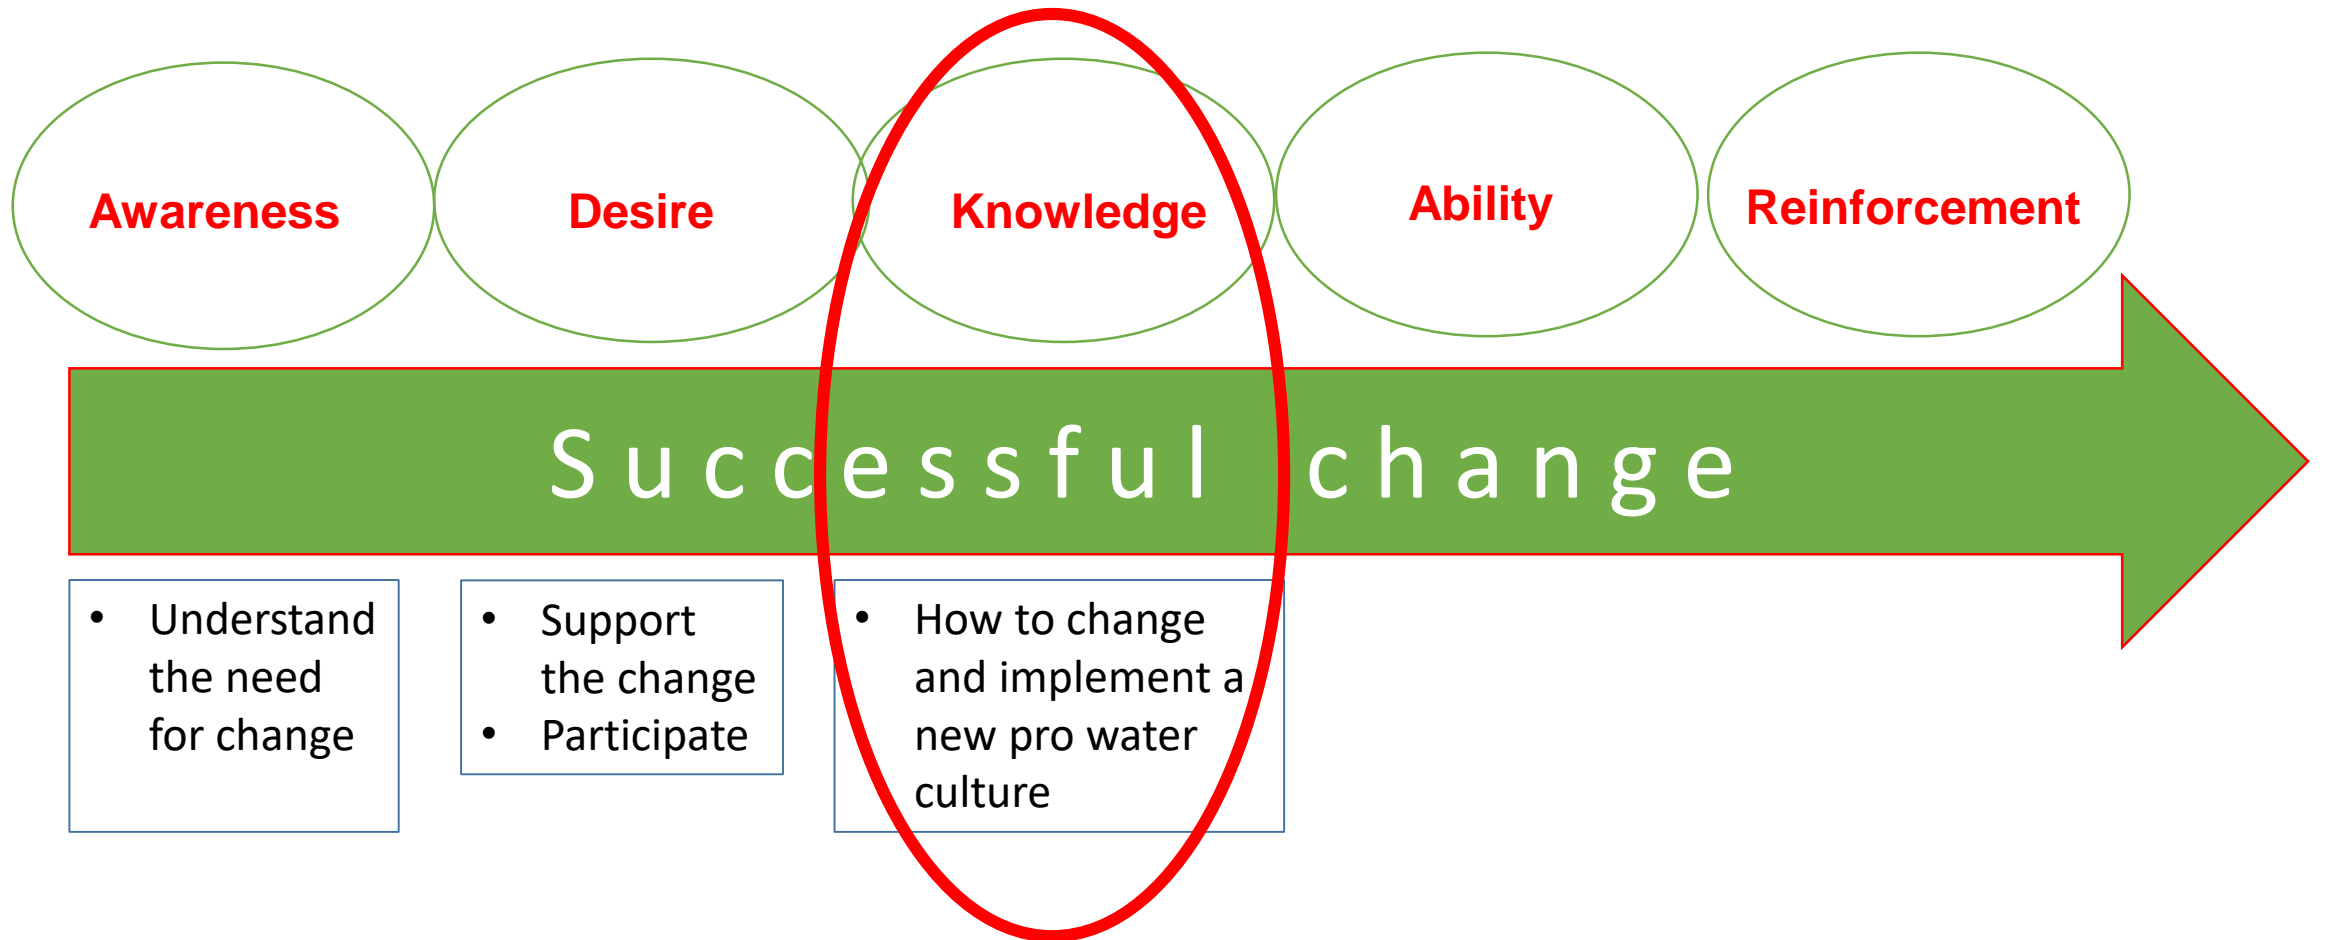 Awareness
Desire
Knowledge
Ability
Reinforcement
Successful change
• Understand
the need
for change
• Support
the change
• Participate
• How to change
and implement a
new pro water
culture